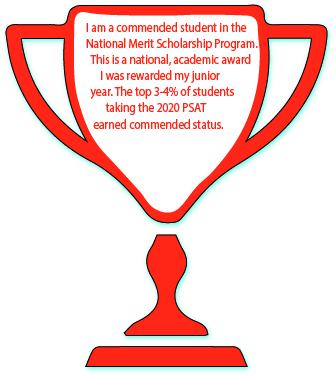 I am a commended student in the
National Merit Scholarship Program.
This is a national, academic award
I was rewarded my junior
year. The top 3-4% of students
taking the 2020 PSAT
earned commended status.